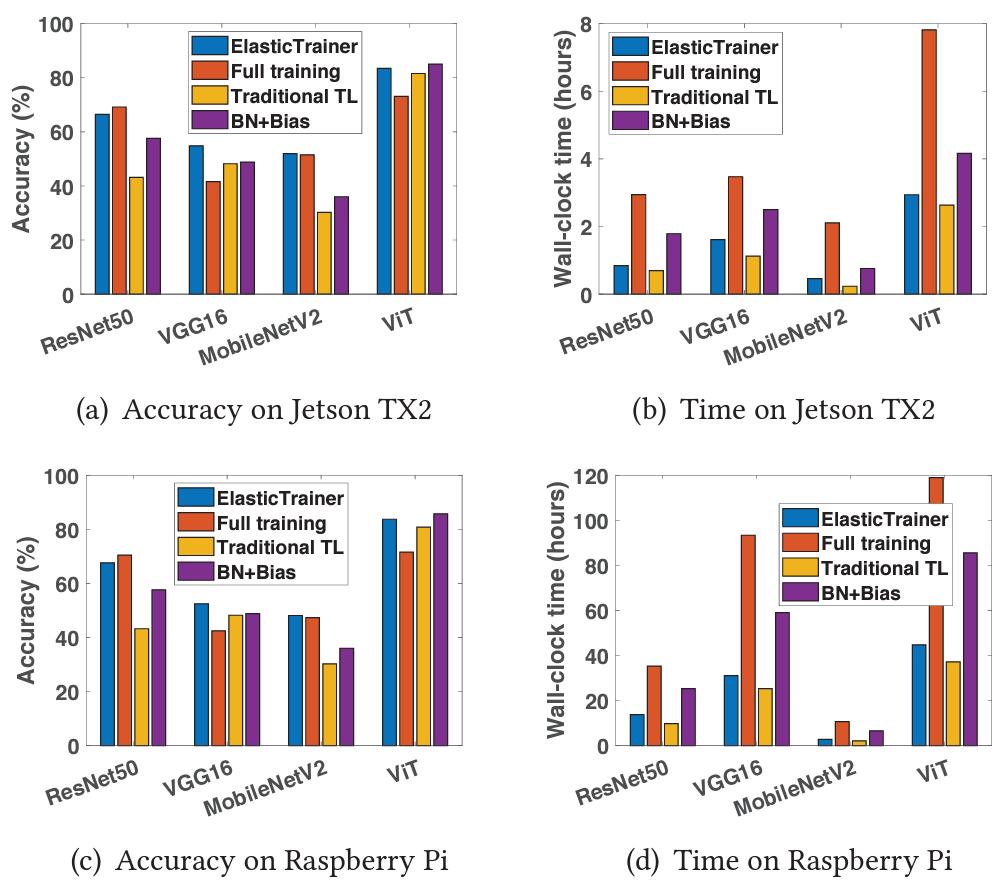 100
80
60
40
20
0
Accuracy (%)
ElasticTrainer
Full training
Traditional TL
BN+Bias
ResNet50
VGG16
MobileNetV2
ViT
(a) Accuracy on Jetson TX2
8
6
4
2
0
Wall-clock time (hours)
ElasticTrainer
Full training
Traditional TL
BN+Bias
ResNet50
VGG16
MobileNetV2
ViT
(b) Time on Jetson TX2
100
80
60
40
20
0
Accuracy (%)
ElasticTrainer
Full training
Traditional TL
BN+Bias
ResNet50
VGG16
MobileNetV2
ViT
(c) Accuracy on Raspberry Pi
120
100
80
60
40
20
0
Wall-clock time (hours)
ElasticTrainer
Full training
Traditional TL
BN+Bias
ResNet50
VGG16
MobileNetV2
ViT
(d) Time on Raspberry Pi